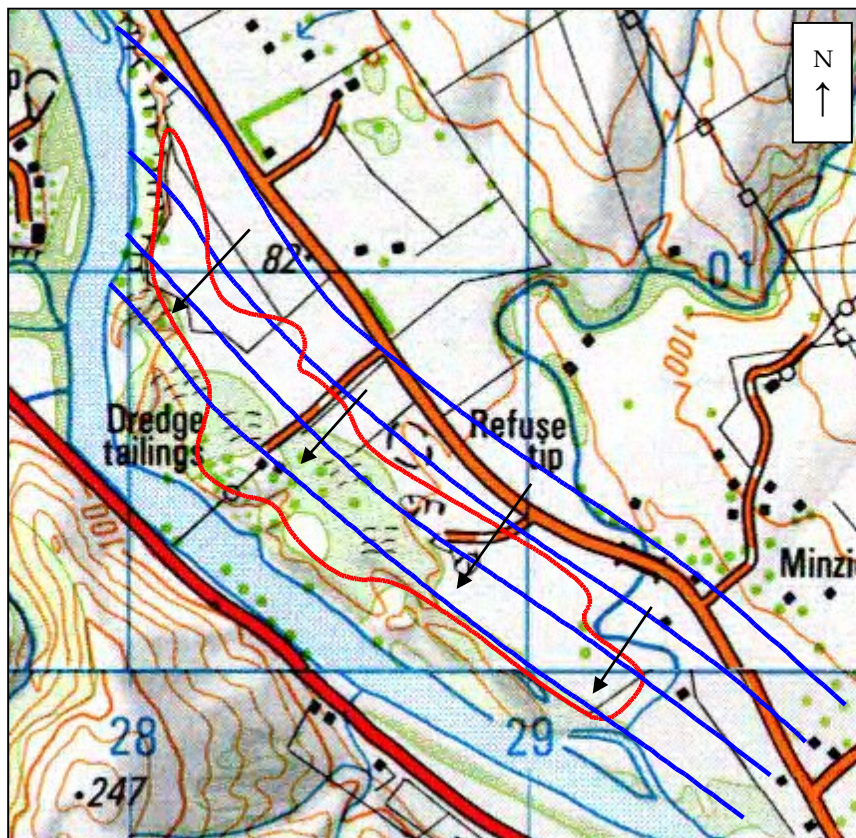 N
p
82
01
100
Dredge
tailings
Refuse
tip
100
Minzi
28
29
247